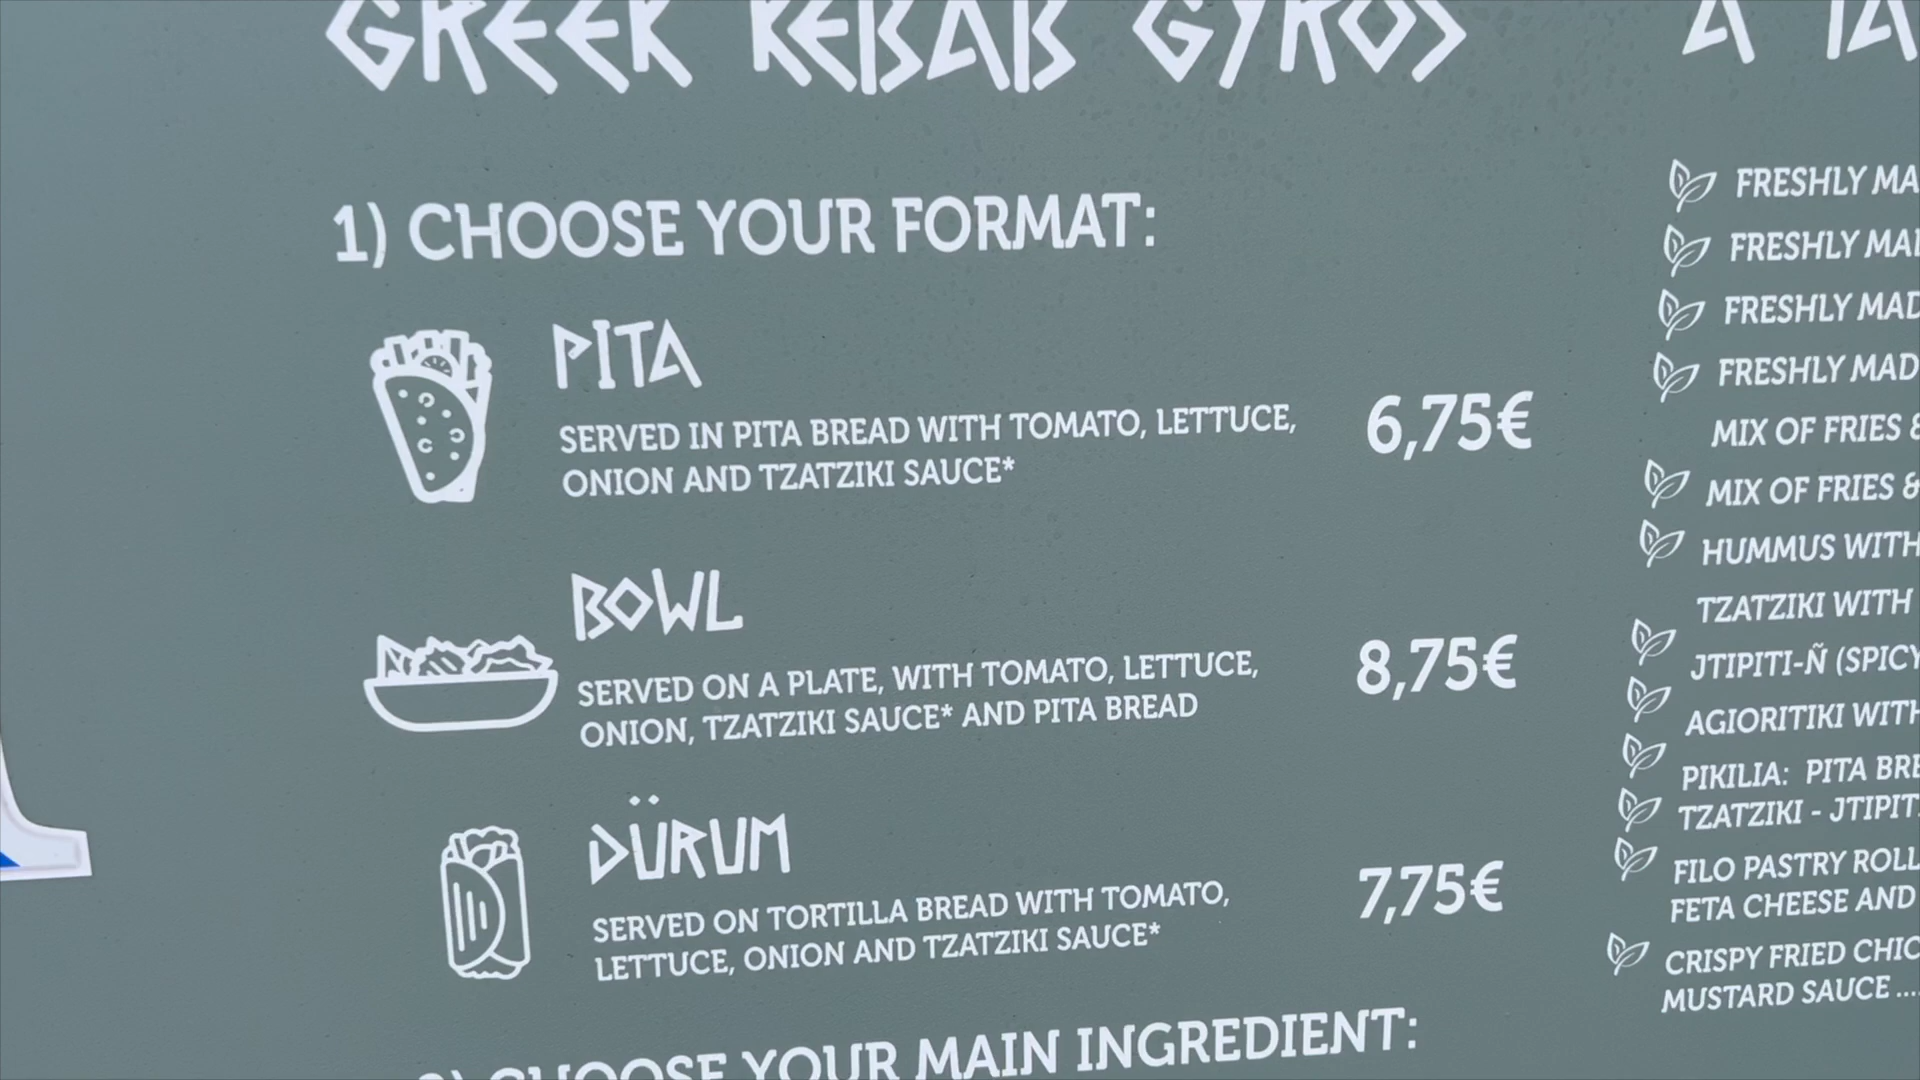 GREEK KEBAB GYROS
1) CHOOSE YOUR FORMAT:
PITA
SERVED IN PITA BREAD WITH TOMATO, LETTUCE,
ONION AND TZATZIKI SAUCE*
6,75€
BOWL
SERVED ON A PLATE, WITH TOMATO, LETTUCE,
ONION, TZATZIKI SAUCE* AND PITA BREAD
8,75€
DÜRUM
SERVED ON TORTILLA BREAD WITH TOMATO,
LETTUCE, ONION AND TZATZIKI SAUCE*
7,75€
CHOOSE YOUR MAIN INGREDIENT:
A
FRESHLY
FRESHLY
FRESHLY
FRESHLY
MIX OF FRIES &
MIX OF FRIES &
HUMMUS WITH
TZATZIKI WITH
JTIPITI-Ñ (SPICY
AGIORITIKI WITH
PIKILIA: PITA
TZATZIKI - JTIPITI
FILO PASTRY ROLL
FETA CHEESE AND
CRISPY FRIED
MUSTARD SAUCE ....